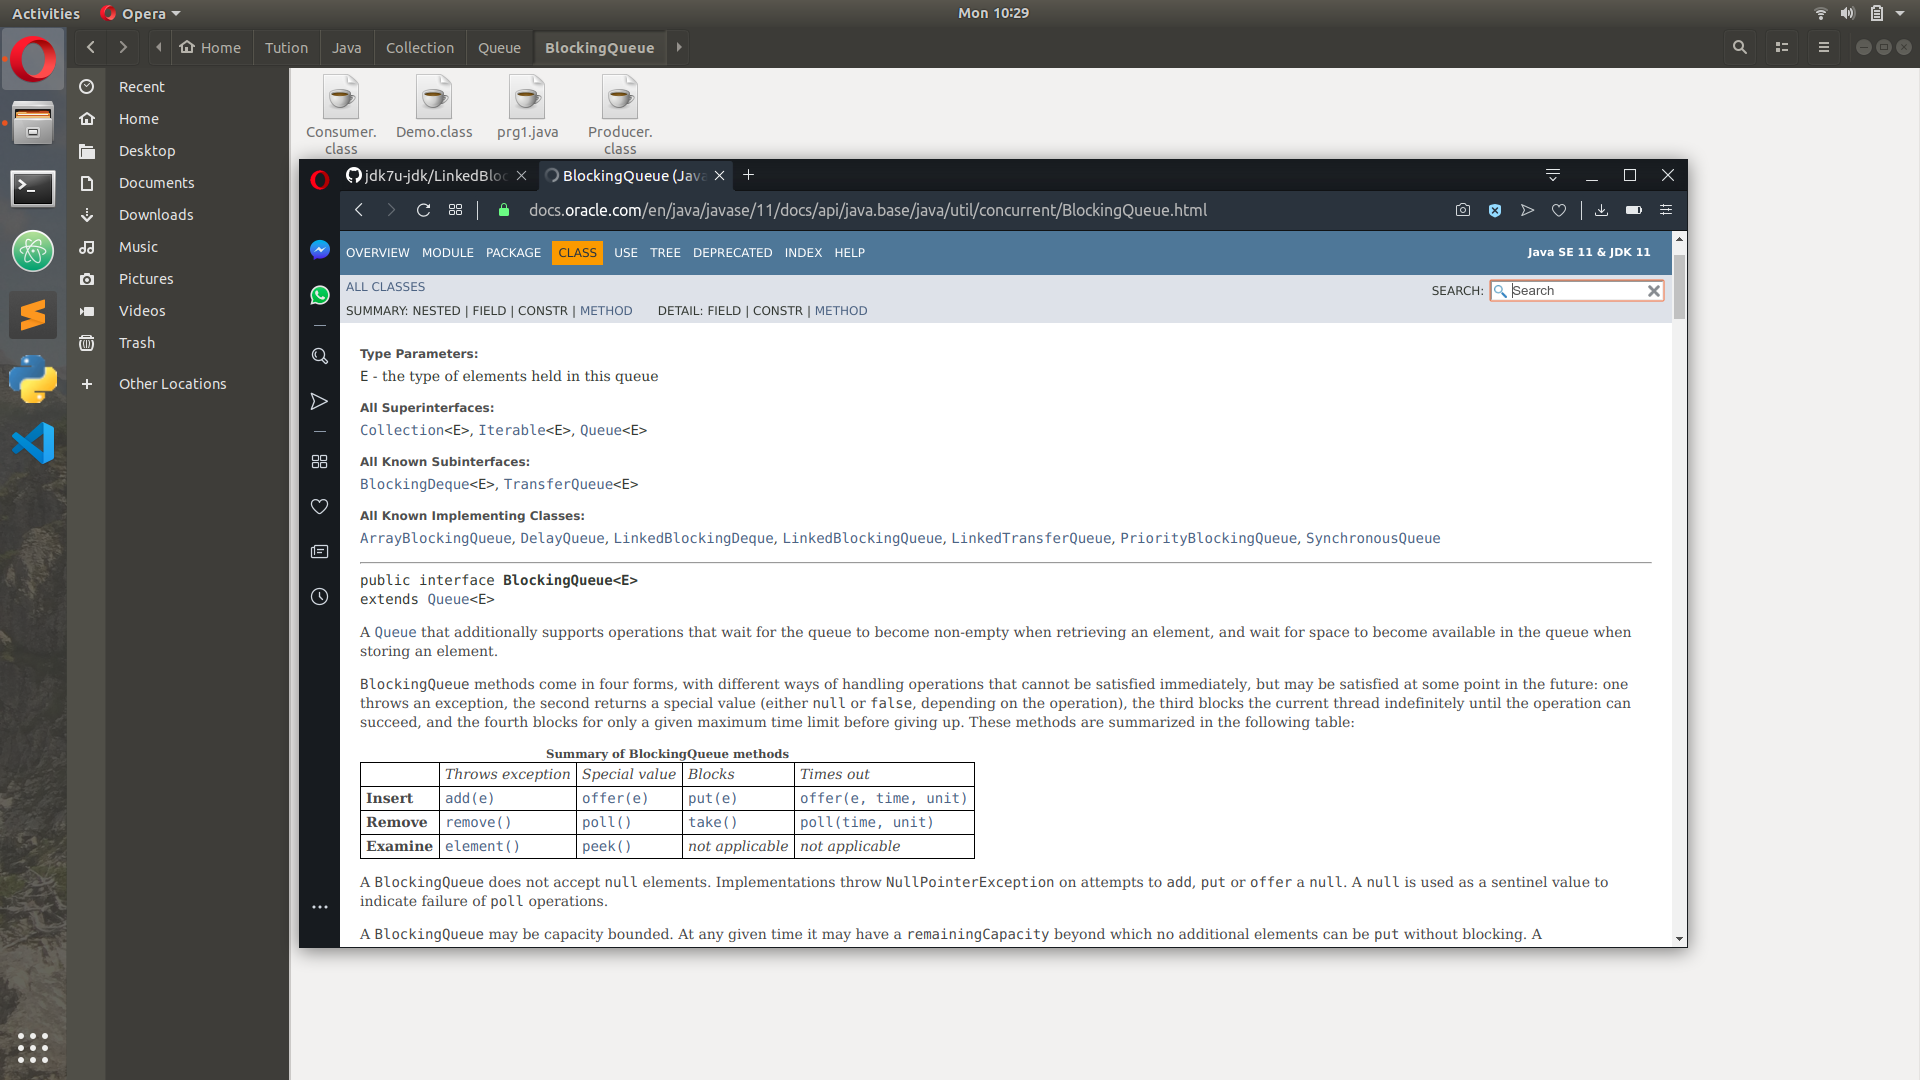 Activities
Opera
Mon 10:29
Home
Tution
Java
Collection
Queue
BlockingQueue
Recent
Home
Desktop
Documents
Downloads
Music
Pictures
Videos
Trash
Other Locations
Consumer.
class
Demo.class
prg1.java
Producer.
class
jdk7u-jdk/LinkedBloc
BlockingQueue (Java
docs.oracle.com/en/java/javase/11/docs/api/java.base/java/util/concurrent/BlockingQueue.html
OVERVIEW MODULE PACKAGE CLASS USE TREE DEPRECATED INDEX HELP
Java SE 11 & JDK 11
ALL CLASSES
SEARCH: Search
SUMMARY: NESTED | FIELD | CONSTR | METHOD DETAIL: FIELD | CONSTR | METHOD
Type Parameters:
E - the type of elements held in this queue
All Superinterfaces:
Collection<E>, Iterable<E>, Queue<E>
All Known Subinterfaces:
BlockingDeque<E>, TransferQueue<E>
All Known Implementing Classes:
ArrayBlockingQueue, DelayQueue, LinkedBlockingDeque, LinkedBlockingQueue, LinkedTransferQueue, PriorityBlockingQueue, SynchronousQueue
public interface BlockingQueue<E>
extends Queue<E>
A Queue that additionally supports operations that wait for the queue to become non-empty when retrieving an element, and wait for space to become available in the queue when
storing an element.
BlockingQueue methods come in four forms, with different ways of handling operations that cannot be satisfied immediately, but may be satisfied at some point in the future: one
throws an exception, the second returns a special value (either null or false, depending on the operation), the third blocks the current thread indefinitely until the operation can
succeed, and the fourth blocks for only a given maximum time limit before giving up. These methods are summarized in the following table:
Summary of BlockingQueue methods
Throws exception Special value Blocks Times out
Insert add(e) offer(e) put(e) offer(e, time, unit)
Remove remove() poll() take() poll(time, unit)
Examine element() peek() not applicable not applicable
A BlockingQueue does not accept null elements. Implementations throw NullPointerException on attempts to add, put or offer a null. A null is used as a sentinel value to
indicate failure of poll operations.
A BlockingQueue may be capacity bounded. At any given time it may have a remainingCapacity beyond which no additional elements can be put without blocking. A